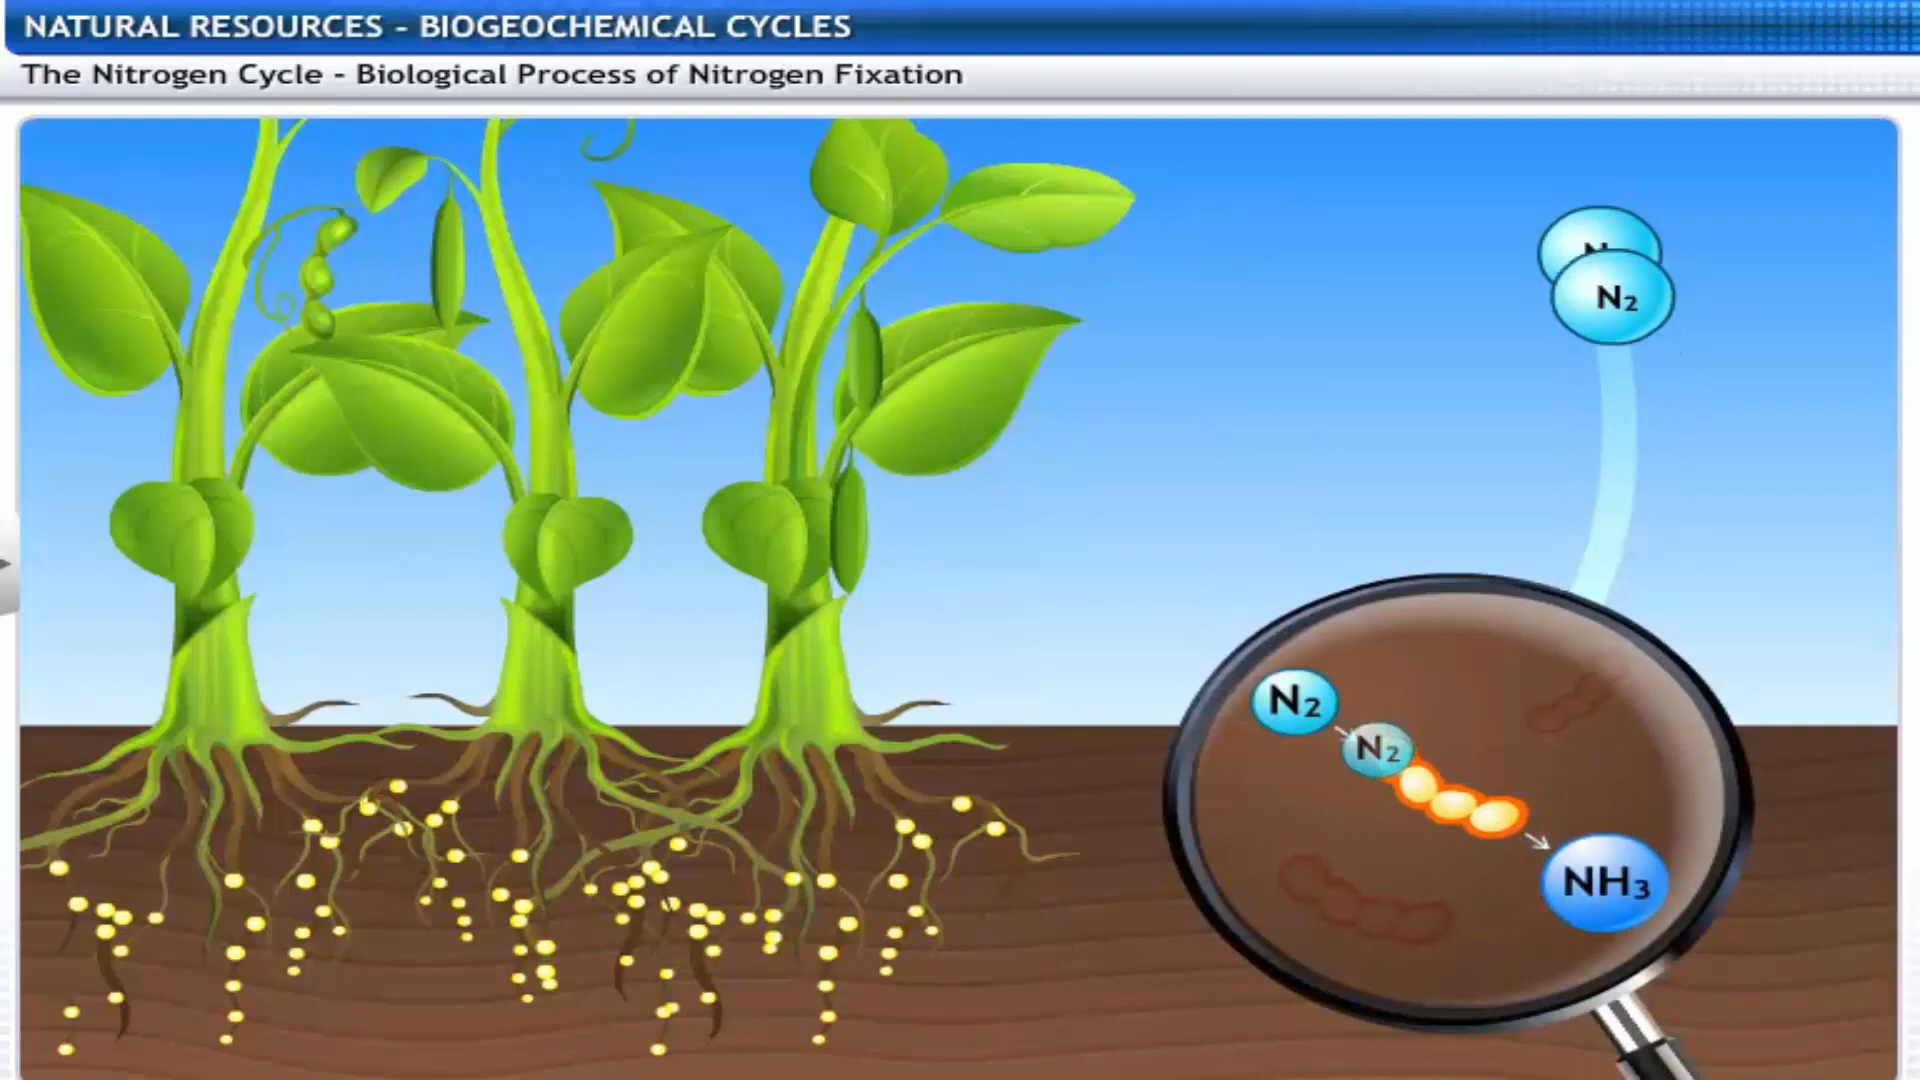 NATURAL RESOURCES - BIOGEOCHEMICAL CYCLES
The Nitrogen Cycle - Biological Process of Nitrogen Fixation
N₂
N₂
N₂
NH₃